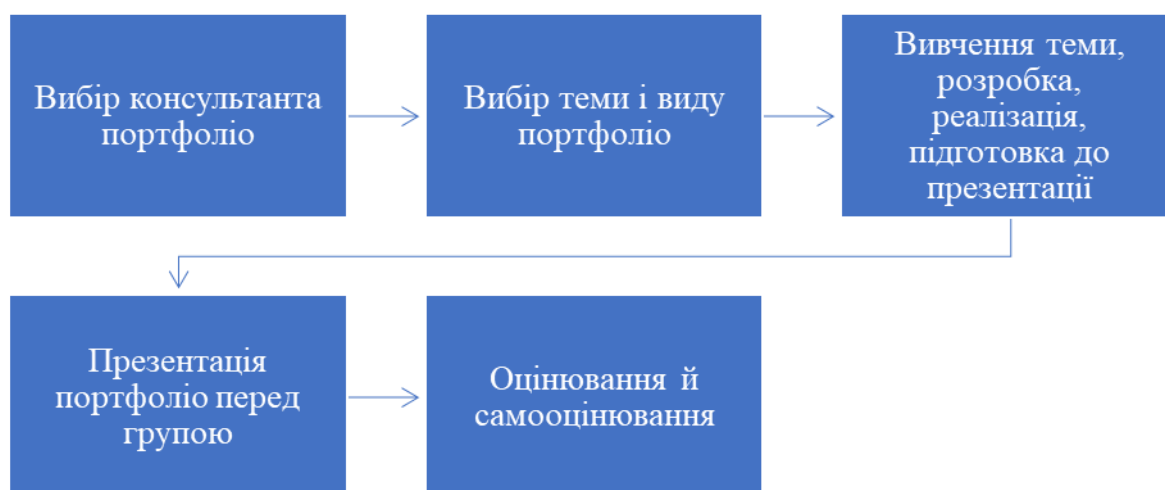 Вибір консультанта
портфоліо
Вибір теми і виду
портфоліо
Вивчення теми,
розробка,
реалізація,
підготовка до
презентації
Презентація
портфоліо перед
групою
Оцінювання й
самооцінювання